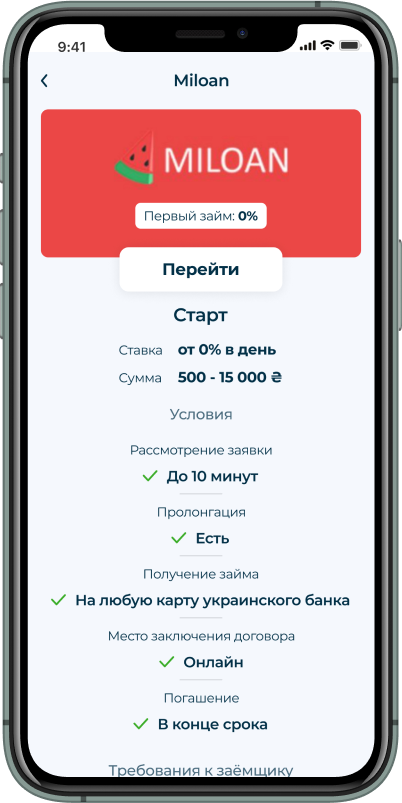 9:41
Miloan
MILOAN
Первый займ: 0%
Перейти
Старт
Ставка от 0% в день
Сумма 500 - 15 000 ₴
Условия
Рассмотрение заявки
До 10 минут
Пролонгация
Есть
Получение займа
На любую карту украинского банка
Место заключения договора
Онлайн
Погашение
В конце срока
Требования к заёмщику